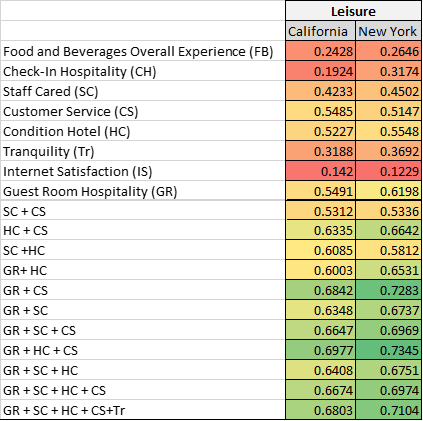 Leisure
California New York
Food and Beverages Overall Experience (FB) 0.2428 0.2646
Check-In Hospitality (CH) 0.1924 0.3174
Staff Cared (SC) 0.4233 0.4502
Customer Service (CS) 0.5485 0.5147
Condition Hotel (HC) 0.5227 0.5548
Tranquility (Tr) 0.3188 0.3692
Internet Satisfaction (IS) 0.142 0.1229
Guest Room Hospitality (GR) 0.5491 0.6198
SC + CS 0.5312 0.5336
HC + CS 0.6335 0.6642
SC +HC 0.6085 0.5812
GR+ HC 0.6003 0.6531
GR + CS 0.6842 0.7283
GR + SC 0.6348 0.6737
GR + SC + CS 0.6647 0.6969
GR + HC + CS 0.6977 0.7345
GR + SC + HC 0.6408 0.6751
GR + SC + HC + CS 0.6674 0.6974
GR + SC + HC + CS+Tr 0.6803 0.7104